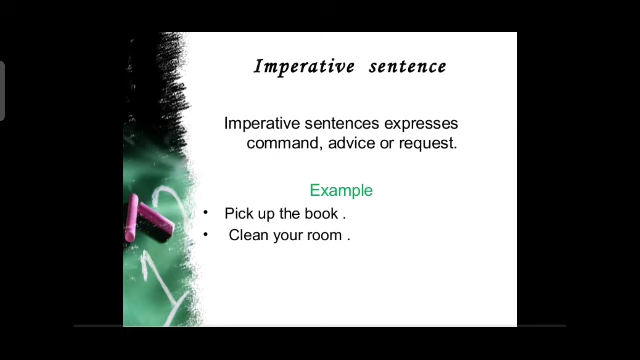 Imperative sentence
Imperative sentences expresses
command, advice or request.
Example
• Pick up the book .
• Clean your room .